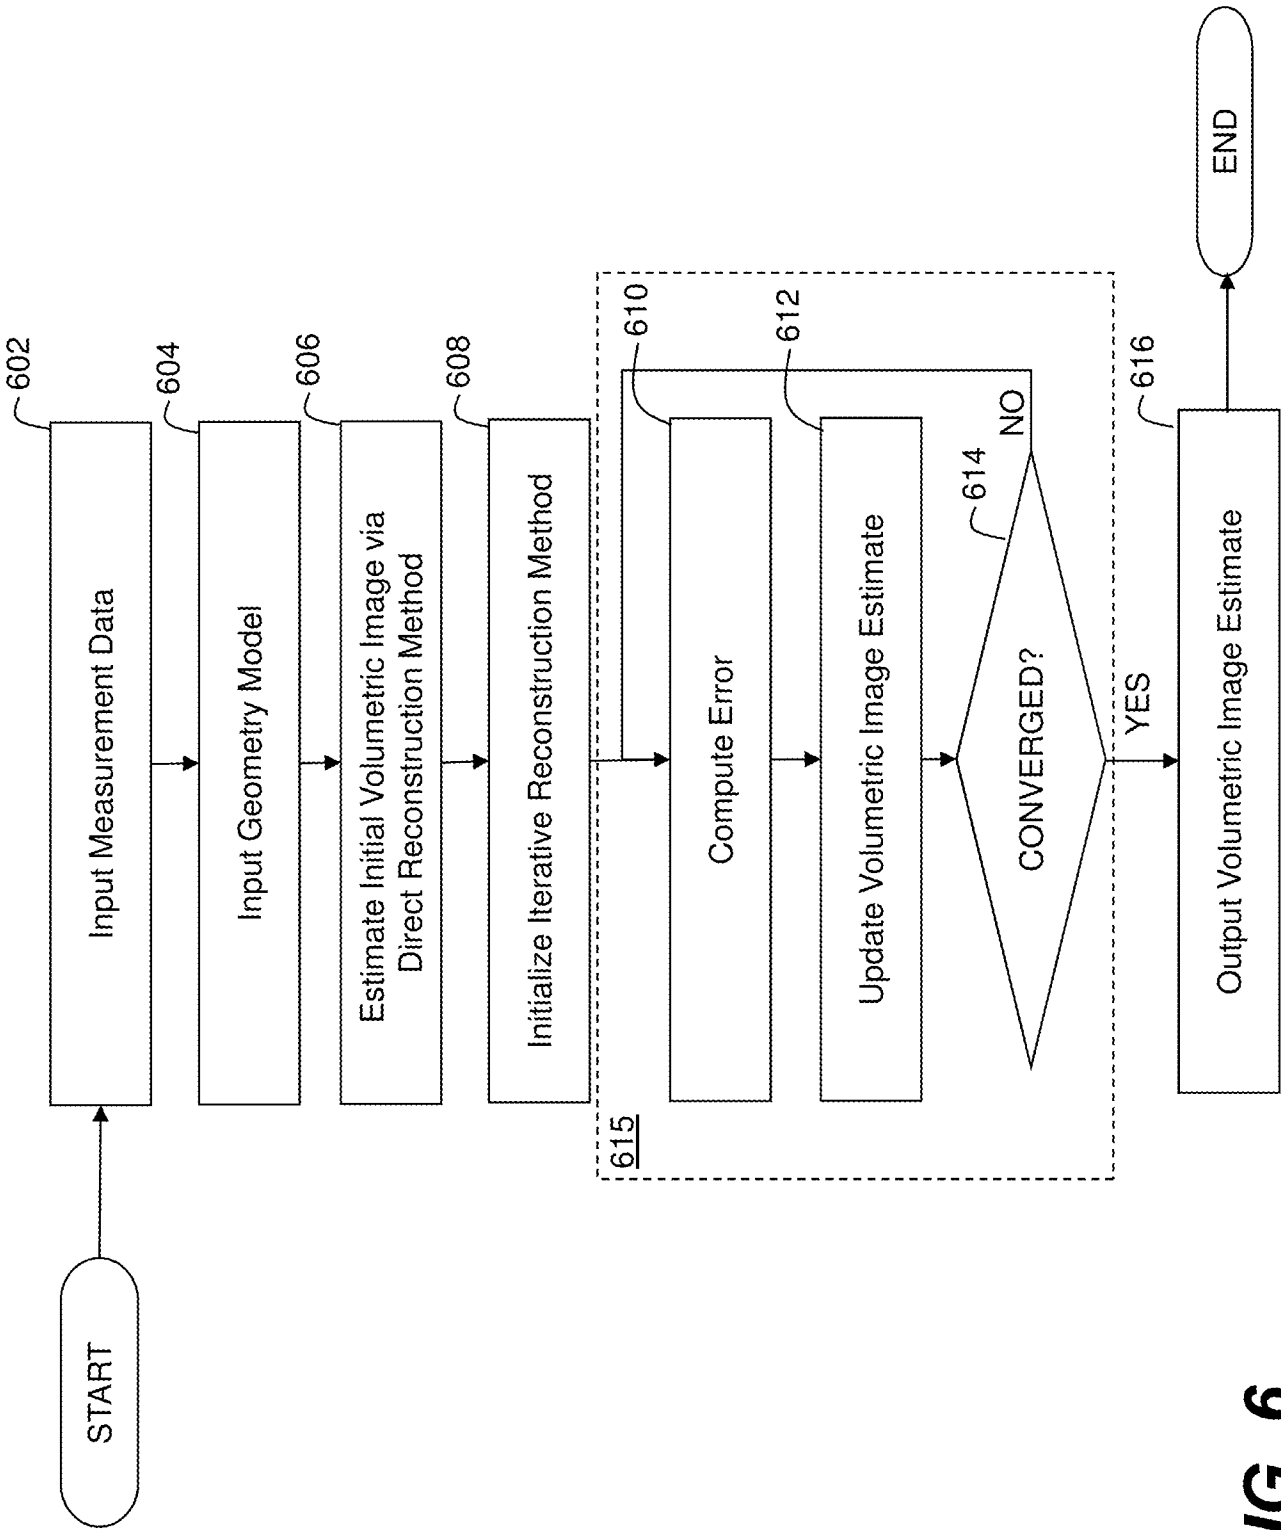 START
602
Input Measurement Data
604
Input Geometry Model
606
Estimate Initial Volumetric Image via
Direct Reconstruction Method
608
Initialize Iterative Reconstruction Method
615
610
Compute Error
612
Update Volumetric Image Estimate
614
CONVERGED?
NO
YES
616
Output Volumetric Image Estimate
END